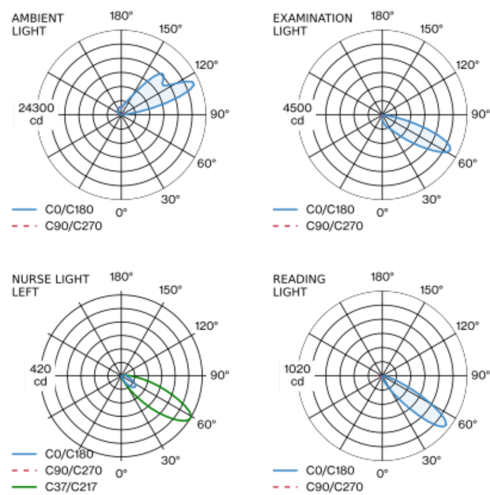 AMBIENT
LIGHT
180°
150°
120°
90°
60°
30°
0°
24300
cd
C0/C180
C90/C270
EXAMINATION
LIGHT
180°
150°
120°
90°
60°
30°
0°
4500
cd
C0/C180
C90/C270
NURSE LIGHT
LEFT
180°
150°
120°
90°
60°
30°
0°
420
cd
C0/C180
C90/C270
C37/C217
READING
LIGHT
180°
150°
120°
90°
60°
30°
0°
1020
cd
C0/C180
C90/C270